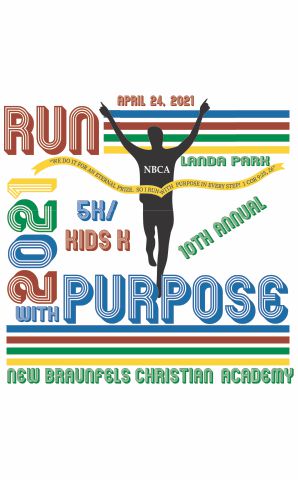 APRIL 24, 2021
RUN
NBCA
LANDA PARK
"WE DO IT FOR AN ETERNAL PRIZE. SO I RUN WITH PURPOSE IN EVERY STEP! 1 COR 9:25, 26"
2021
5K/
KIDS K
10TH ANNUAL
WITH PURPOSE
NEW BRAUNFELS CHRISTIAN ACADEMY